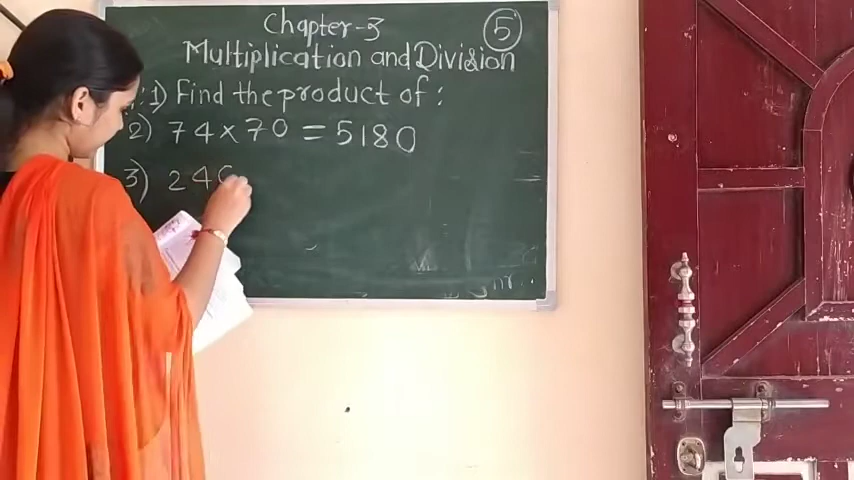 Chapter-3 5
Multiplication and Division
:1) Find the product of :
2) 74 x 70 = 5180
3) 24